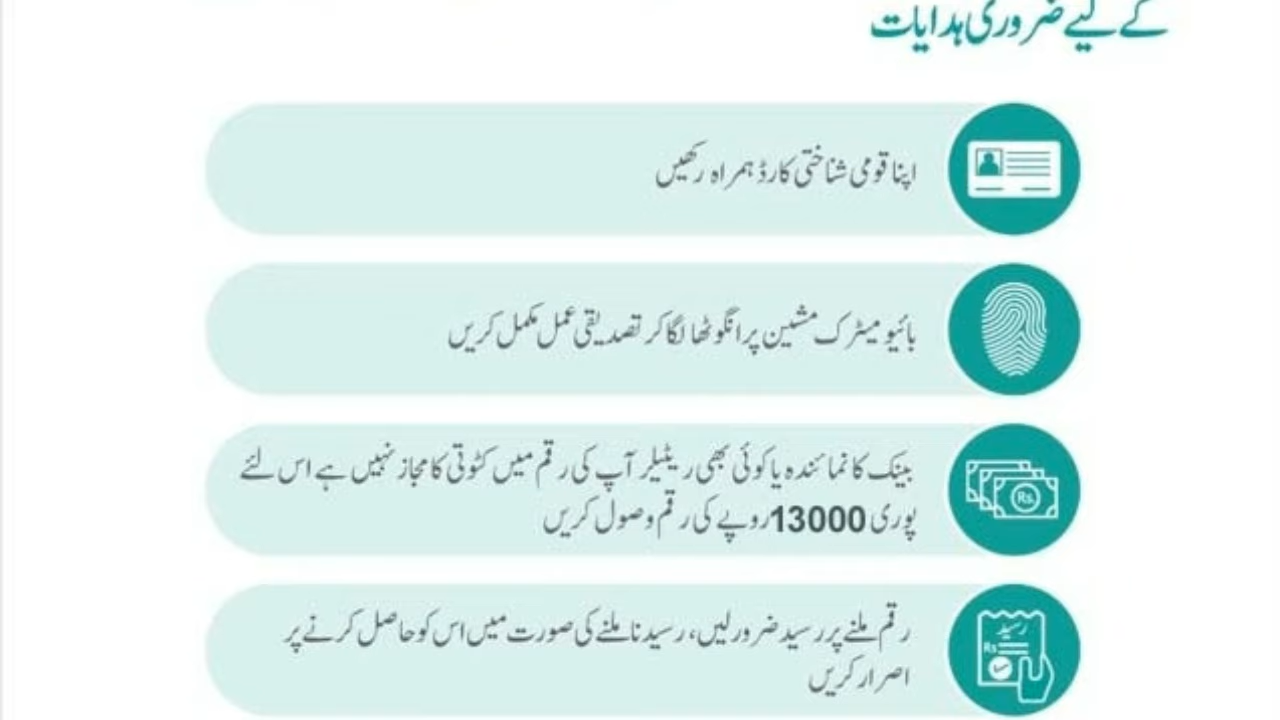 کے لیے ضروری ہدایات
اپنا قومی شناختی کارڈ ہمراہ رکھیں
بائیو میٹرک مشین پر انگوٹھا لگا کر تصدیقی عمل مکمل کریں
بینک کا نمائندہ یا کوئی بھی ریٹیلر آپ کی رقم میں کٹوتی کا مجاز نہیں ہے اس لئے
پوری 13000 روپے کی رقم وصول کریں
Rs.
رقم ملنے پر رسید ضرور لیں، رسید نا ملنے کی صورت میں اس کو حاصل کرنے پر
اصرار کریں
رسید
Rs